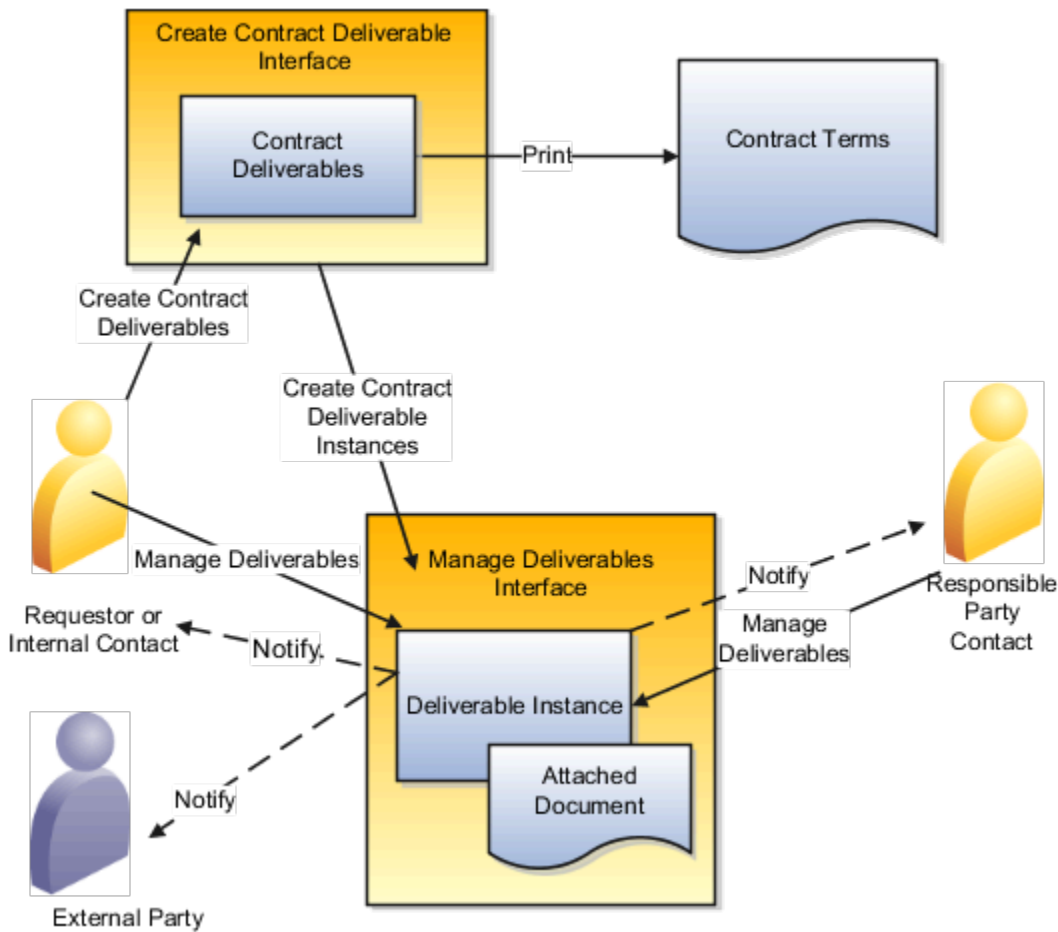 Create Contract Deliverable
Interface
Contract
Deliverables
Print
Contract Terms
Create Contract
Deliverables
Create Contract
Deliverable
Instances
Manage Deliverables
Requestor or
Internal Contact
Manage Deliverables
Interface
Notify
Responsible
Party
Contact
Manage
Deliverables
Notify.
Deliverable Instance
Attached
Document
Notify
External Party